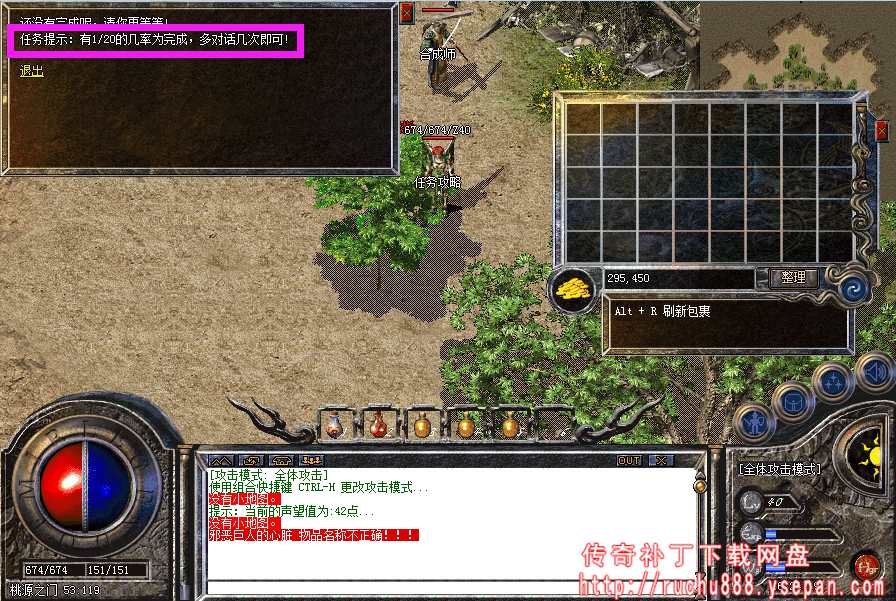 还没有完成呢，请你再等等！
任务提示：有1/20的几率为完成，多对话几次即可！
退出
合成师
674/674/Z40
任务攻略
295,450
整理
Alt + R 刷新包裹
OUT
[攻击模式: 全体攻击]
使用组合快捷键 CTRL-H 更改攻击模式...
没有小地图。
提示：当前的声望值为:42点...
没有小地图。
邪恶巨人的心脏 物品名称不正确！！！
[全体攻击模式]
Lv 40
Exp
674/674 151/151
桃源之门 53:119
传奇补丁下载网盘
http://ruchu888.ysepan.com